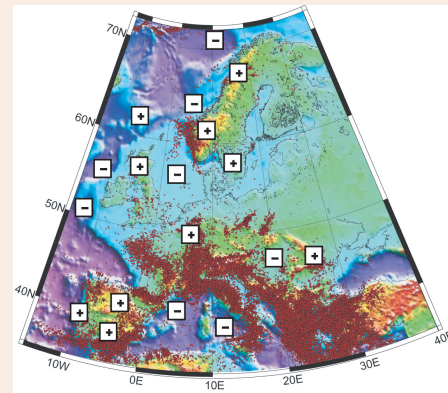 70N
60N
50N
40N
10W
0E
10E
20E
30E
40E
-
+
-
+
+
+
-
+
+
-
-
+
-
+
+
+
-
+
-